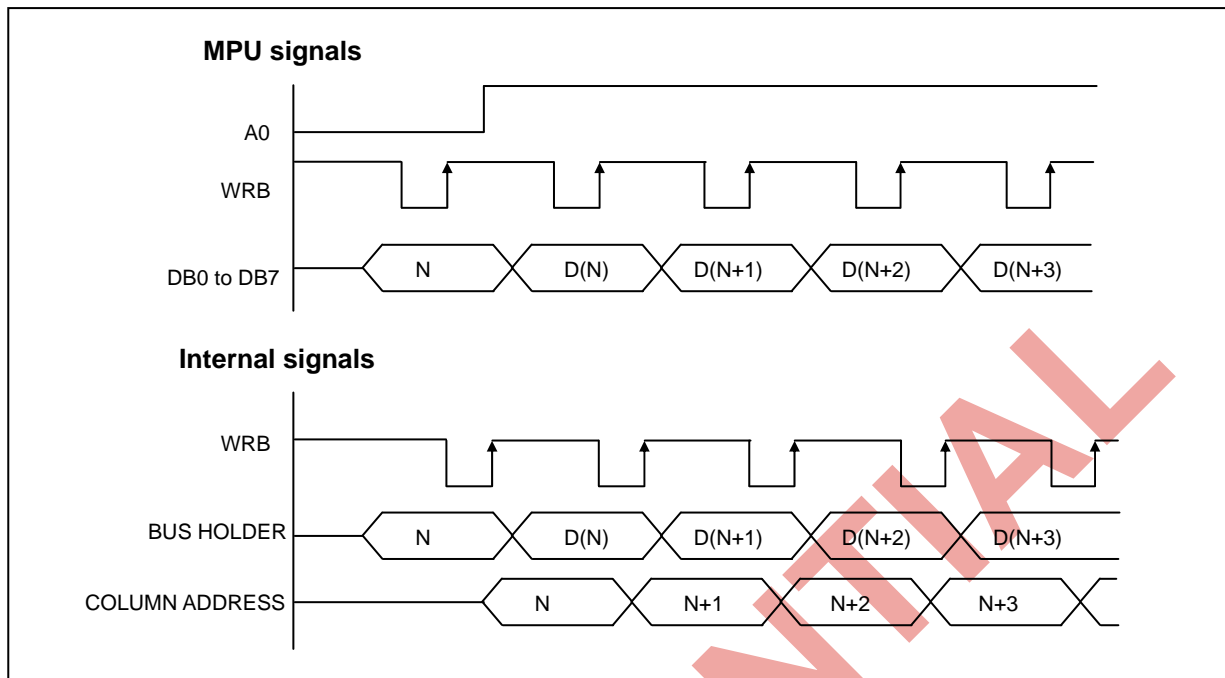 MPU signals
A0
WRB
DB0 to DB7 N D(N) D(N+1) D(N+2) D(N+3)
Internal signals
WRB
BUS HOLDER N D(N) D(N+1) D(N+2) D(N+3)
COLUMN ADDRESS N N+1 N+2 N+3
NTIAL